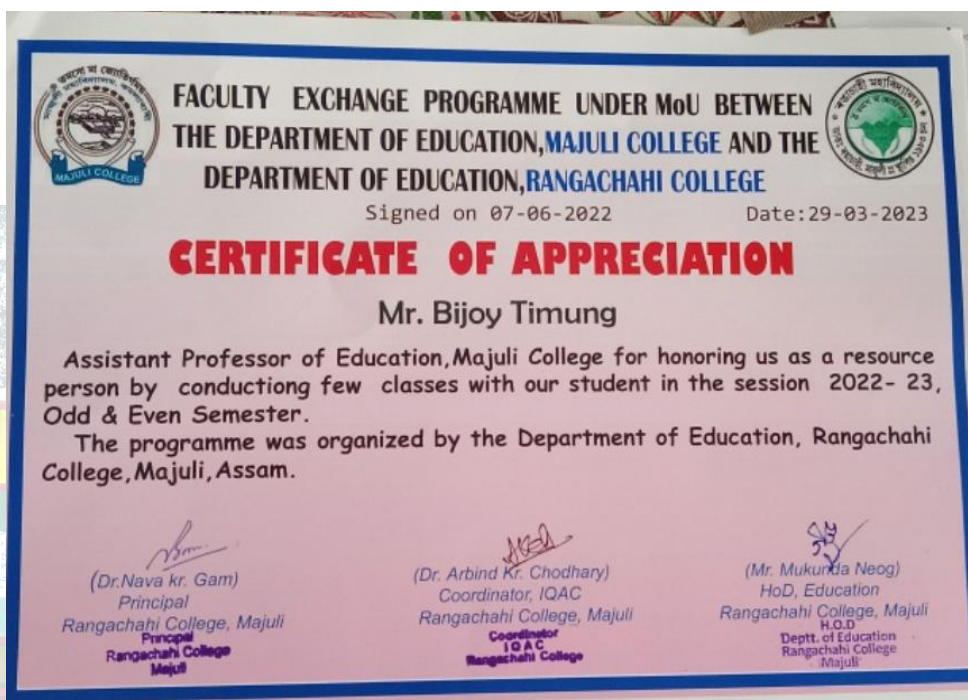 MAJULI COLLEGE
FACULTY EXCHANGE PROGRAMME UNDER MoU BETWEEN
THE DEPARTMENT OF EDUCATION,MAJULI COLLEGE AND THE
DEPARTMENT OF EDUCATION,RANGACHAHI COLLEGE
Signed on 07-06-2022 Date:29-03-2023
CERTIFICATE OF APPRECIATION
Mr. Bijoy Timung
Assistant Professor of Education,Majuli College for honoring us as a resource
person by conductiong few classes with our student in the session 2022- 23,
Odd & Even Semester.
The programme was organized by the Department of Education, Rangachahi
College,Majuli,Assam.
(Dr.Nava kr. Gam)
Principal
Rangachahi College, Majuli
Principal
Rangachahi College
Majuli
(Dr. Arbind Kr. Chodhary)
Coordinator, IQAC
Rangachahi College, Majuli
Coordinator
IQAC
Rangachahi College
(Mr. Mukunda Neog)
HoD, Education
Rangachahi College, Majuli
H.O.D
Deptt. of Education
Rangachahi College
Majuli